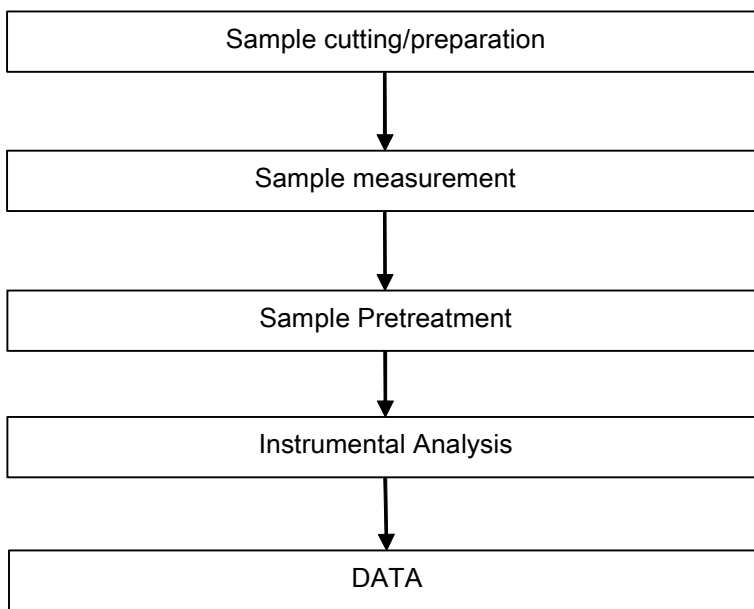 Sample cutting/preparation
Sample measurement
Sample Pretreatment
Instrumental Analysis
DATA